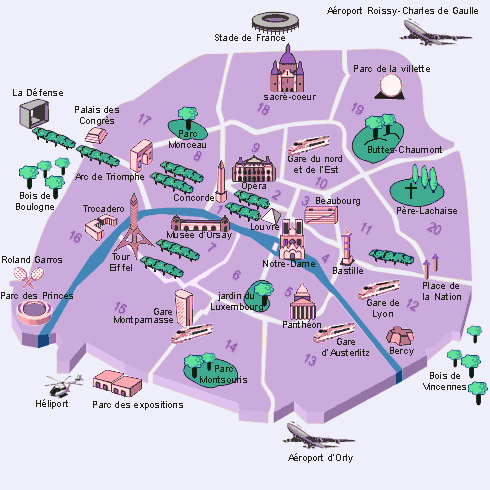 Aéroport Roissy-Charles de Gaulle
Stade de France
Parc de la villette
La Défense
sacré-coeur
18
19
Palais des
Congrès
17
Parc
Monceau
Buttes-Chaumont
Gare du nord
et de l'Est
9
8
10
Arc de Triomphe
Opéra
Bois de
Boulogne
Concorde
1
2
3
Beaubourg
Père-Lachaise
20
Trocadero
Louvre
Musée d'Orsay
16
11
Tour
Eiffel
7
Notre-Dame
4
Bastille
Roland Garros
6
Place de
la Nation
Parc des Princes
jardin du
Luxembourg
5
Gare de
Lyon
12
15
Gare
Montparnasse
Panthéon
Gare
d'Austerlitz
Bercy
14
13
Parc
Montsouris
Bois de
Vincennes
Héliport
Parc des expositions
Aéroport d'Orly